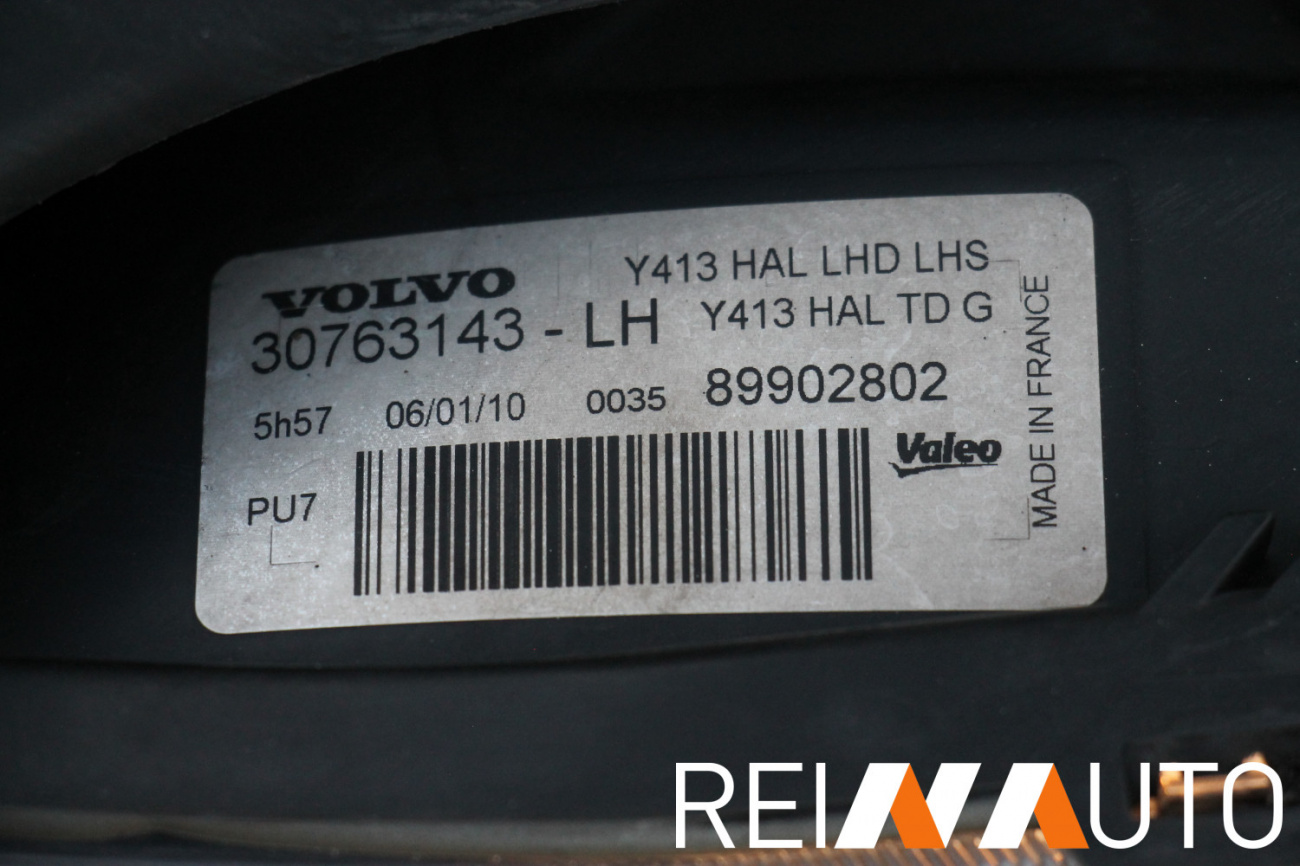 VOLVO
Y413 HAL LHD LHS
30763143 - LH
Y413 HAL TD G
5h57 06/01/10 0035 89902802
Valeo
PU7
MADE IN FRANCE
REINAUTO